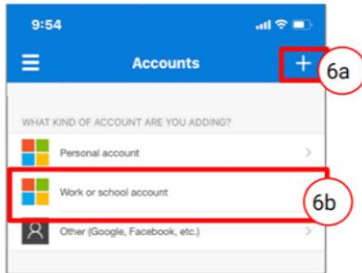 9:54
Accounts
+
6a
WHAT KIND OF ACCOUNT ARE YOU ADDING?
Personal account
Work or school account
6b
Other (Google, Facebook, etc.)